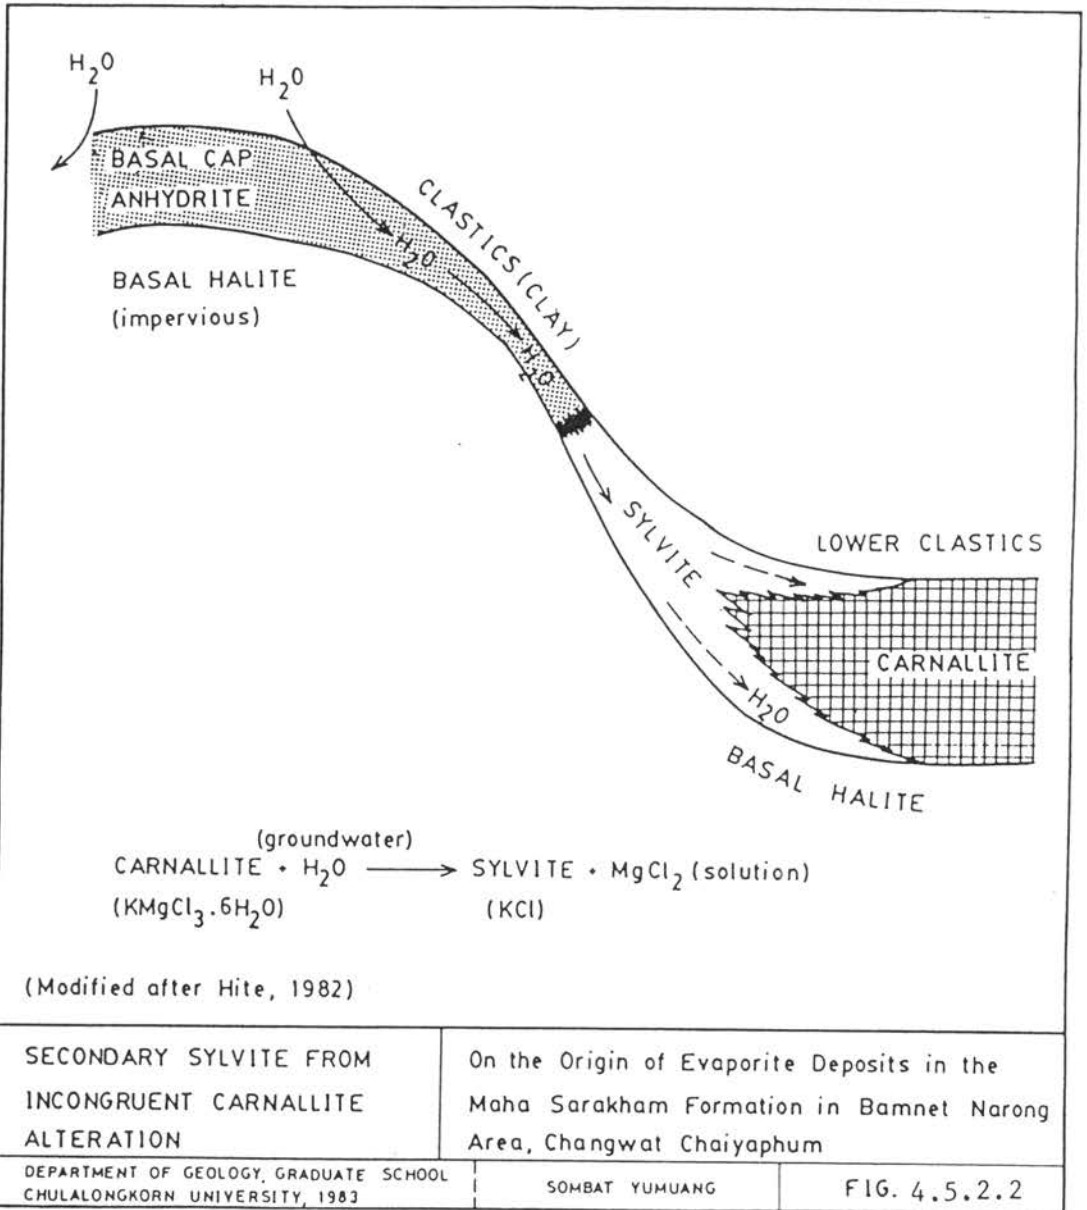 H2O
H2O
BASAL CAP
ANHYDRITE
BASAL HALITE
(impervious)
CLASTICS (CLAY)
H2O
H2O
SYLVITE
LOWER CLASTICS
CARNALLITE
H2O
BASAL HALITE
(groundwater)
CARNALLITE + H2O ⟶ SYLVITE + MgCl2 (solution)
(KMgCl3.6H2O) (KCl)
(Modified after Hite, 1982)
SECONDARY SYLVITE FROM
INCONGRUENT CARNALLITE
ALTERATION
On the Origin of Evaporite Deposits in the
Maha Sarakham Formation in Bamnet Narong
Area, Changwat Chaiyaphum
DEPARTMENT OF GEOLOGY, GRADUATE SCHOOL
CHULALONGKORN UNIVERSITY, 1983
SOMBAT YUMUANG
FIG. 4.5.2.2